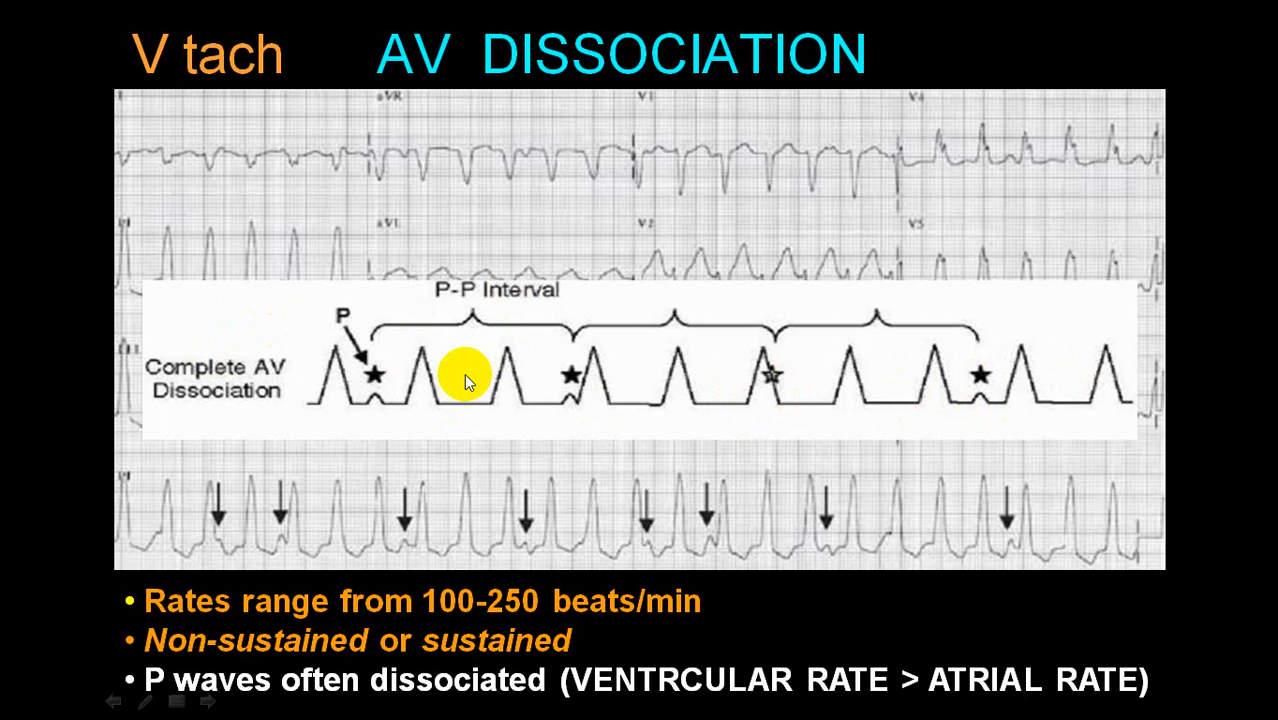 V tach AV DISSOCIATION
aVR V1 V4
aVL V2 V5
P-P Interval
P
Complete AV
Dissociation
• Rates range from 100-250 beats/min
• Non-sustained or sustained
• P waves often dissociated (VENTRCULAR RATE > ATRIAL RATE)